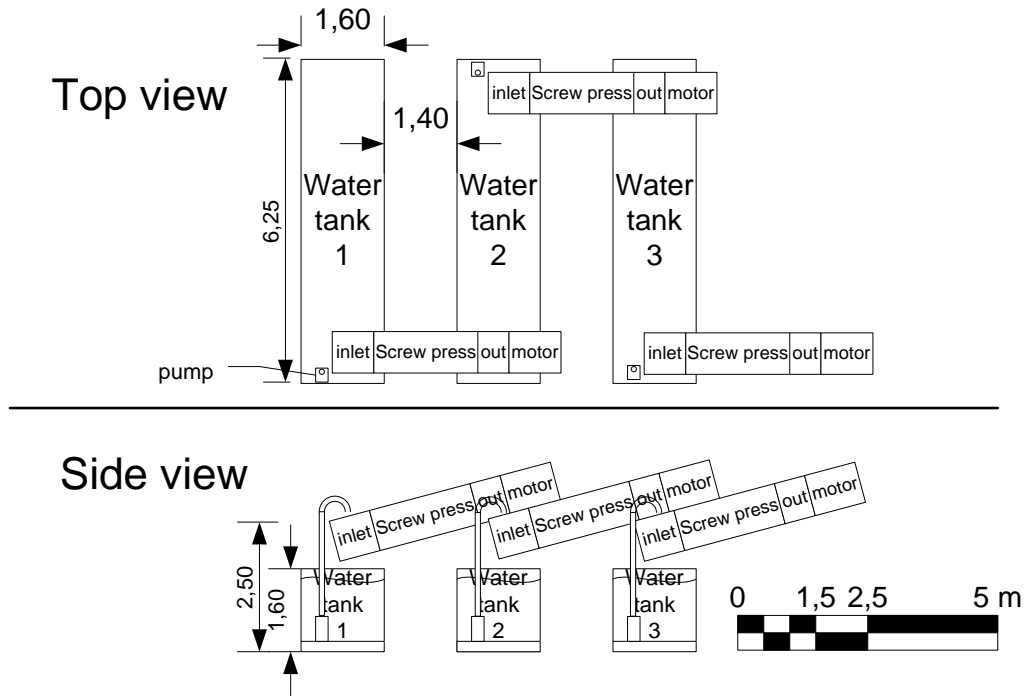 Top view
1,60
1,40
6,25
Water
tank
1
Water
tank
2
Water
tank
3
inlet Screw press out motor
inlet Screw press out motor
inlet Screw press out motor
pump
Side view
inlet Screw press out motor
inlet Screw press out motor
inlet Screw press out motor
2,50
1,60
Water
tank
1
Water
tank
2
Water
tank
3
0 1,5 2,5 5 m